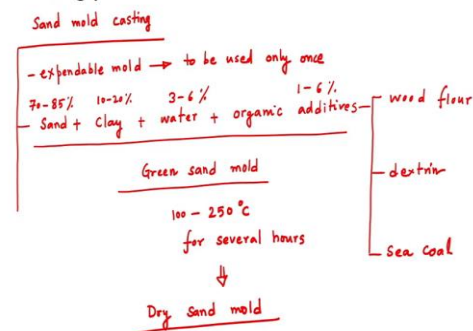 Sand mold casting
- expendable mold → to be used only once
70-85% 10-20% 3-6% 1-6%
- Sand + Clay + water + organic additives
wood flour
dextrin
sea coal
Green sand mold
100 - 250°C
for several hours
⇓
Dry sand mold